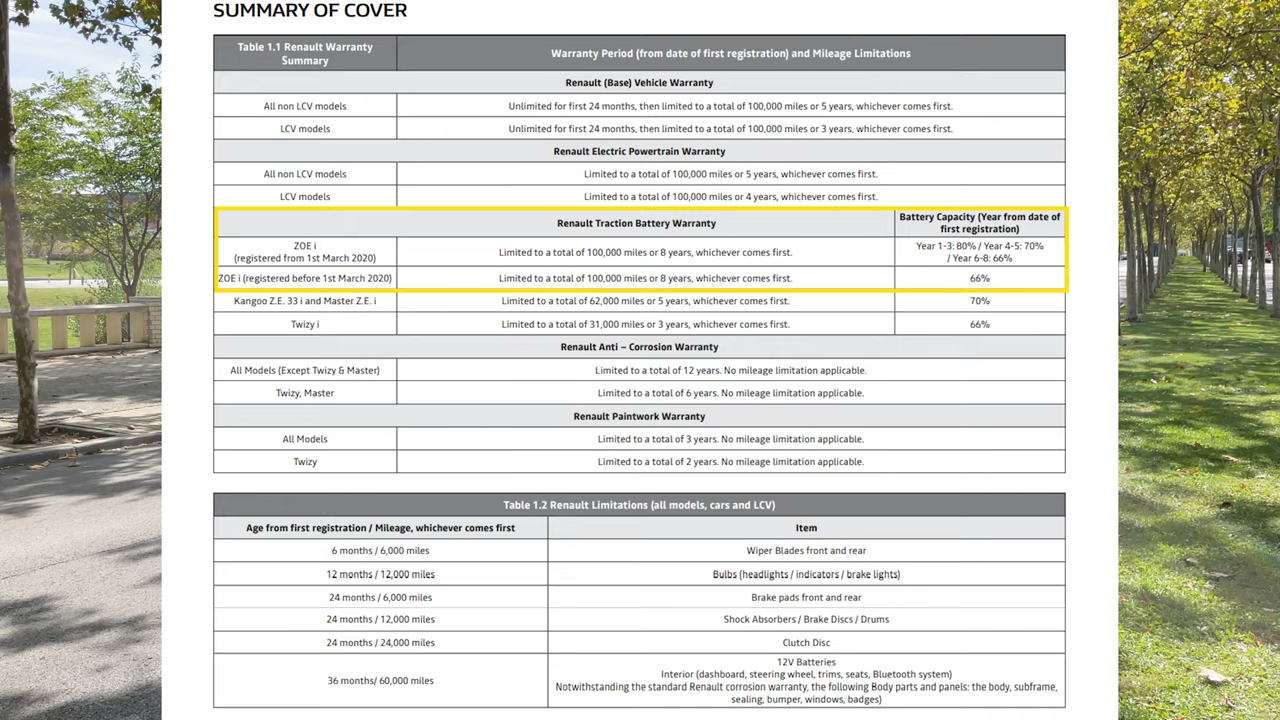 SUMMARY OF COVER
Table 1.1 Renault Warranty
Summary
Warranty Period (from date of first registration) and Mileage Limitations
Renault (Base) Vehicle Warranty
All non LCV models
Unlimited for first 24 months, then limited to a total of 100,000 miles or 5 years, whichever comes first.
LCV models
Unlimited for first 24 months, then limited to a total of 100,000 miles or 3 years, whichever comes first.
Renault Electric Powertrain Warranty
All non LCV models
Limited to a total of 100,000 miles or 5 years, whichever comes first.
LCV models
Limited to a total of 100,000 miles or 4 years, whichever comes first.
Renault Traction Battery Warranty
Battery Capacity (Year from date of
first registration)
ZOE i
(registered from 1st March 2020)
Limited to a total of 100,000 miles or 8 years, whichever comes first.
Year 1-3: 80% / Year 4-5: 70%
/ Year 6-8: 66%
ZOE i (registered before 1st March 2020)
Limited to a total of 100,000 miles or 8 years, whichever comes first.
66%
Kangoo Z.E. 33 i and Master Z.E. i
Limited to a total of 62,000 miles or 5 years, whichever comes first.
70%
Twizy i
Limited to a total of 31,000 miles or 3 years, whichever comes first.
66%
Renault Anti – Corrosion Warranty
All Models (Except Twizy & Master)
Limited to a total of 12 years. No mileage limitation applicable.
Twizy, Master
Limited to a total of 6 years. No mileage limitation applicable.
Renault Paintwork Warranty
All Models
Limited to a total of 3 years. No mileage limitation applicable.
Twizy
Limited to a total of 2 years. No mileage limitation applicable.
Table 1.2 Renault Limitations (all models, cars and LCV)
Age from first registration / Mileage, whichever comes first
Item
6 months / 6,000 miles
Wiper Blades front and rear
12 months / 12,000 miles
Bulbs (headlights / indicators / brake lights)
24 months / 6,000 miles
Brake pads front and rear
24 months / 12,000 miles
Shock Absorbers / Brake Discs / Drums
24 months / 24,000 miles
Clutch Disc
36 months/ 60,000 miles
12V Batteries
Interior (dashboard, steering wheel, trims, seats, Bluetooth system)
Notwithstanding the standard Renault corrosion warranty, the following Body parts and panels: the body, subframe,
sealing, bumper, windows, badges)